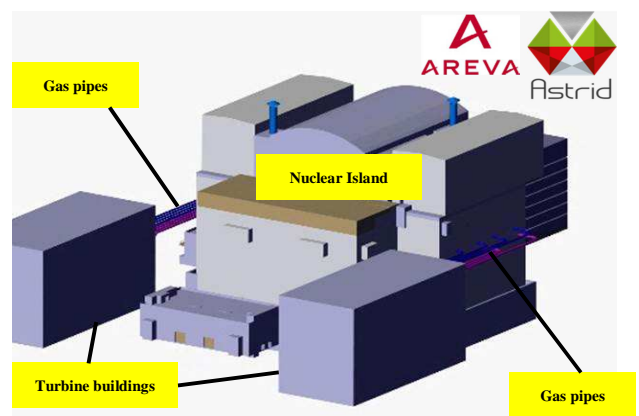 AREVA
Astrid
Gas pipes
Nuclear Island
Turbine buildings
Gas pipes